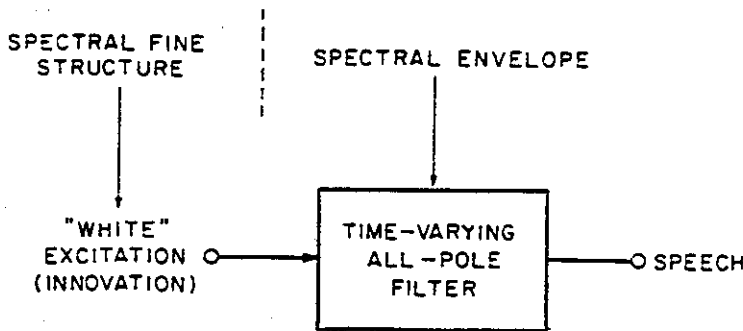 SPECTRAL FINE
STRUCTURE
SPECTRAL ENVELOPE
"WHITE"
EXCITATION
(INNOVATION)
TIME-VARYING
ALL-POLE
FILTER
SPEECH